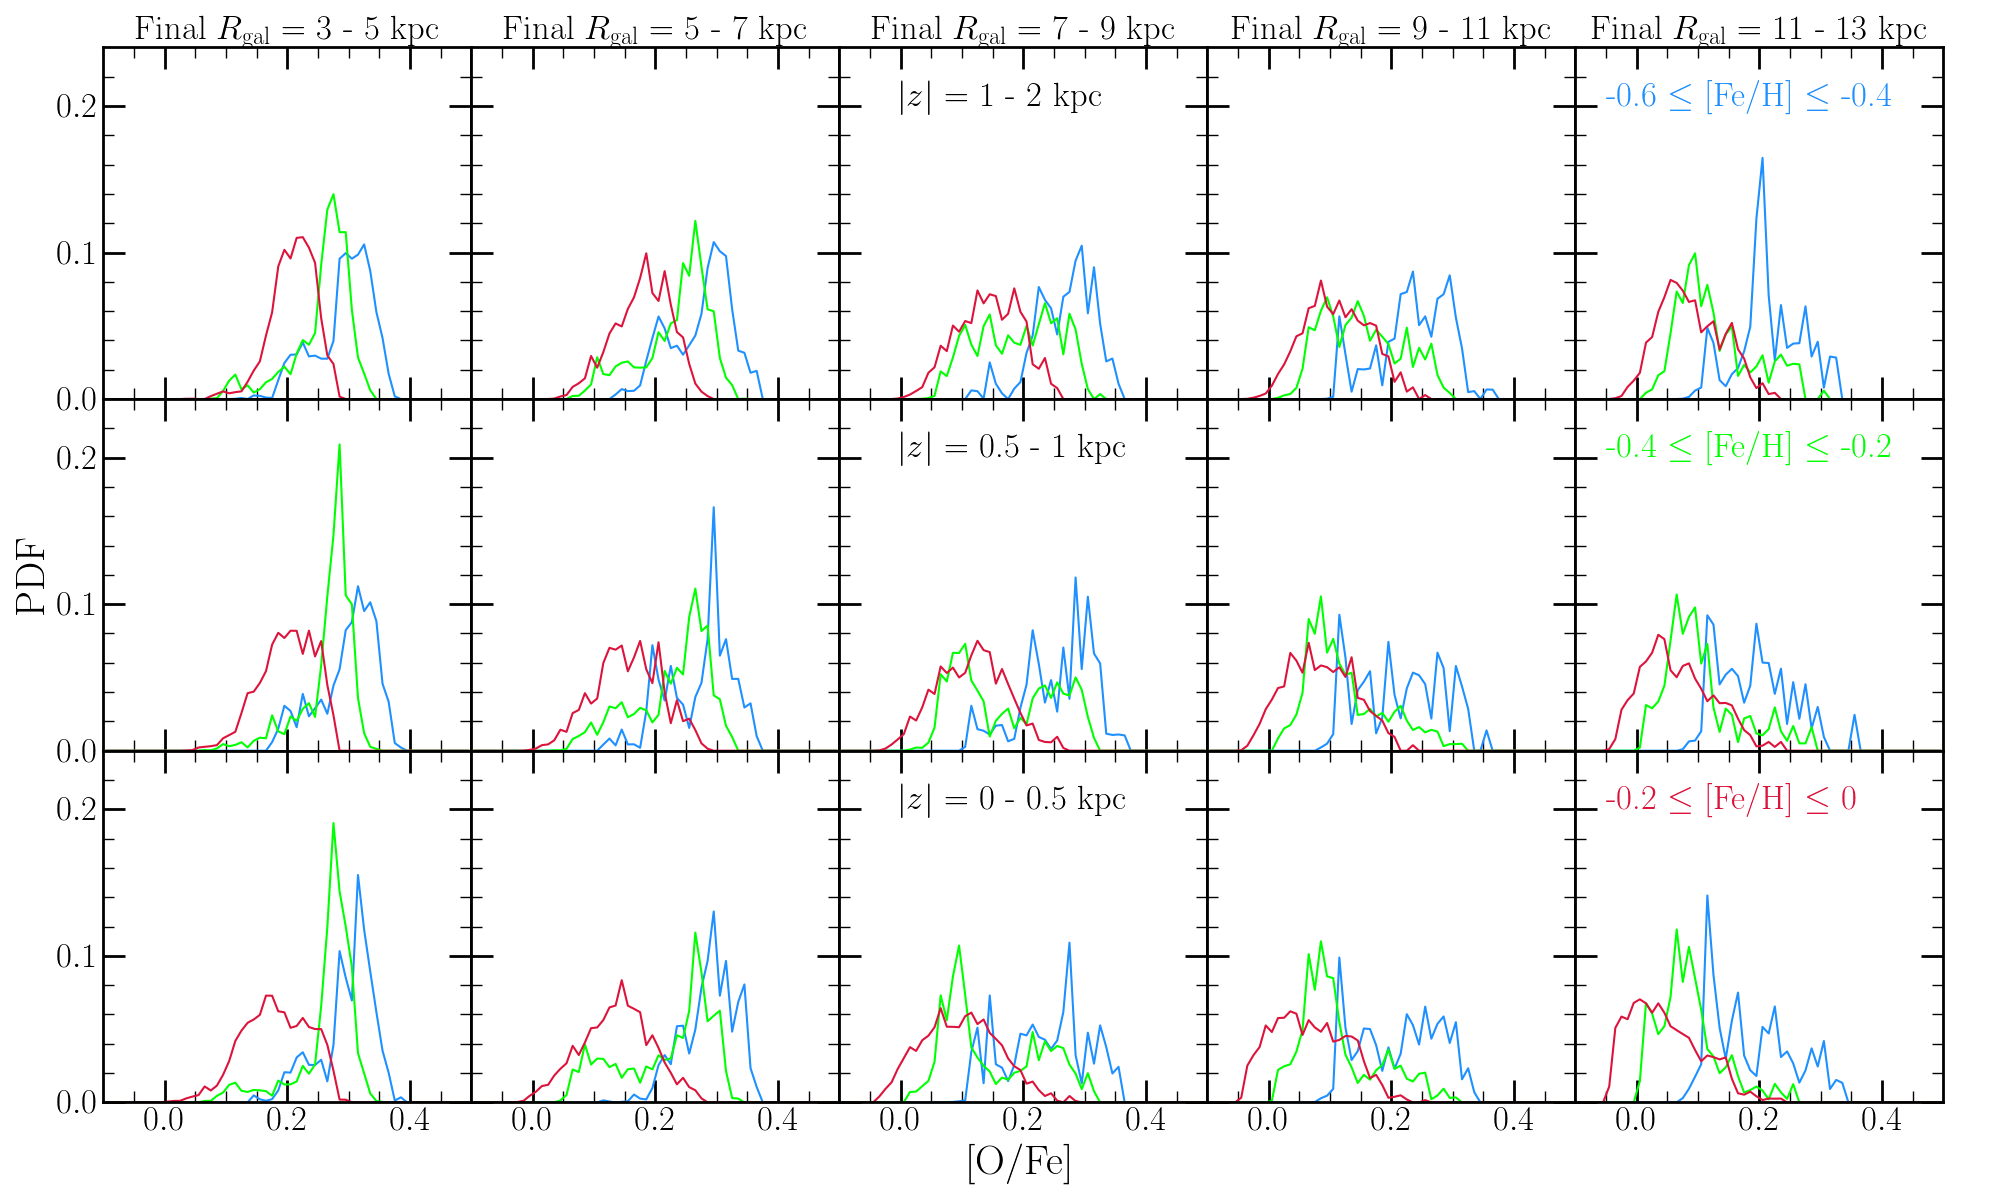 Final R_gal = 3 - 5 kpc
Final R_gal = 5 - 7 kpc
Final R_gal = 7 - 9 kpc
Final R_gal = 9 - 11 kpc
Final R_gal = 11 - 13 kpc
0.2
|z| = 1 - 2 kpc
-0.6 ≤ [Fe/H] ≤ -0.4
0.1
0.0
0.2
|z| = 0.5 - 1 kpc
-0.4 ≤ [Fe/H] ≤ -0.2
PDF
0.1
0.0
0.2
|z| = 0 - 0.5 kpc
-0.2 ≤ [Fe/H] ≤ 0
0.1
0.0
0.0 0.2 0.4
0.0 0.2 0.4
0.0 0.2 0.4
0.0 0.2 0.4
0.0 0.2 0.4
[O/Fe]